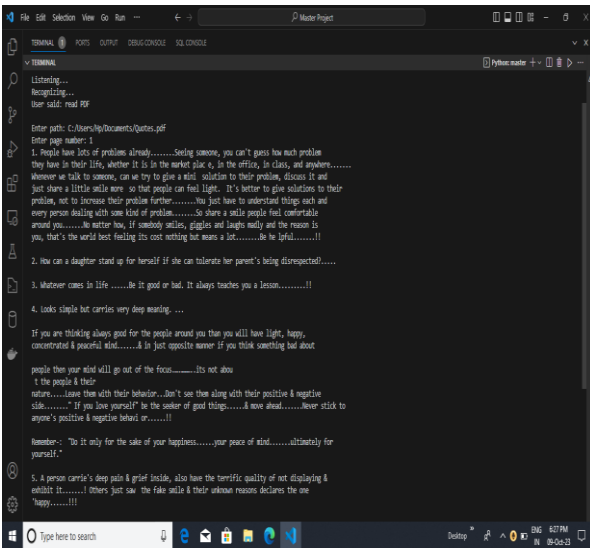 File Edit Selection View Go Run ···
Master Project
TERMINAL 1 PORTS OUTPUT DEBUG CONSOLE SQL CONSOLE
TERMINAL
Python: master
Listening...
Recognizing...
User said: read PDF
Enter path: C:/Users/Hp/Documents/Quotes.pdf
Enter page number: 1
1. People have lots of problems already........Seeing someone, you can't guess how much problem
they have in their life, whether it is in the market plac e, in the office, in class, and anywhere.......
Whenever we talk to someone, can we try to give a mini  solution to their problem, discuss it and
just share a little smile more  so that people can feel light.  It's better to give solutions to their
problem, not to increase their problem further........You just have to understand things each and
every person dealing with some kind of problem........So share a smile people feel comfortable
around you.......No matter how, if somebody smiles, giggles and laughs madly and the reason is
you, that's the world best feeling its cost nothing but means a lot........Be he lpful.......!!
2. How can a daughter stand up for herself if she can tolerate her parent's being disrespected?.....
3. Whatever comes in life ......Be it good or bad. It always teaches you a lesson.........!!
4. Looks simple but carries very deep meaning. ...
If you are thinking always good for the people around you than you will have light, happy,
concentrated & peaceful mind.......& in just opposite manner if you think something bad about
people then your mind will go out of the focus..............its not abou
t the people & their
nature.....Leave them with their behavior...Don't see them along with their positive & negative
side........" If you love yourself" be the seeker of good things......& move ahead.......Never stick to
anyone's positive & negative behavi or......!!
Remember-:  "Do it only for the sake of your happiness......your peace of mind.......ultimately for
yourself."
5. A person carrie's deep pain & grief inside, also have the terrific quality of not displaying &
exhibit it.......! Others just saw  the fake smile & their unknown reasons declares the one
'happy......!!!
Type here to search
Desktop
ENG
IN
6:27 PM
09-Oct-23